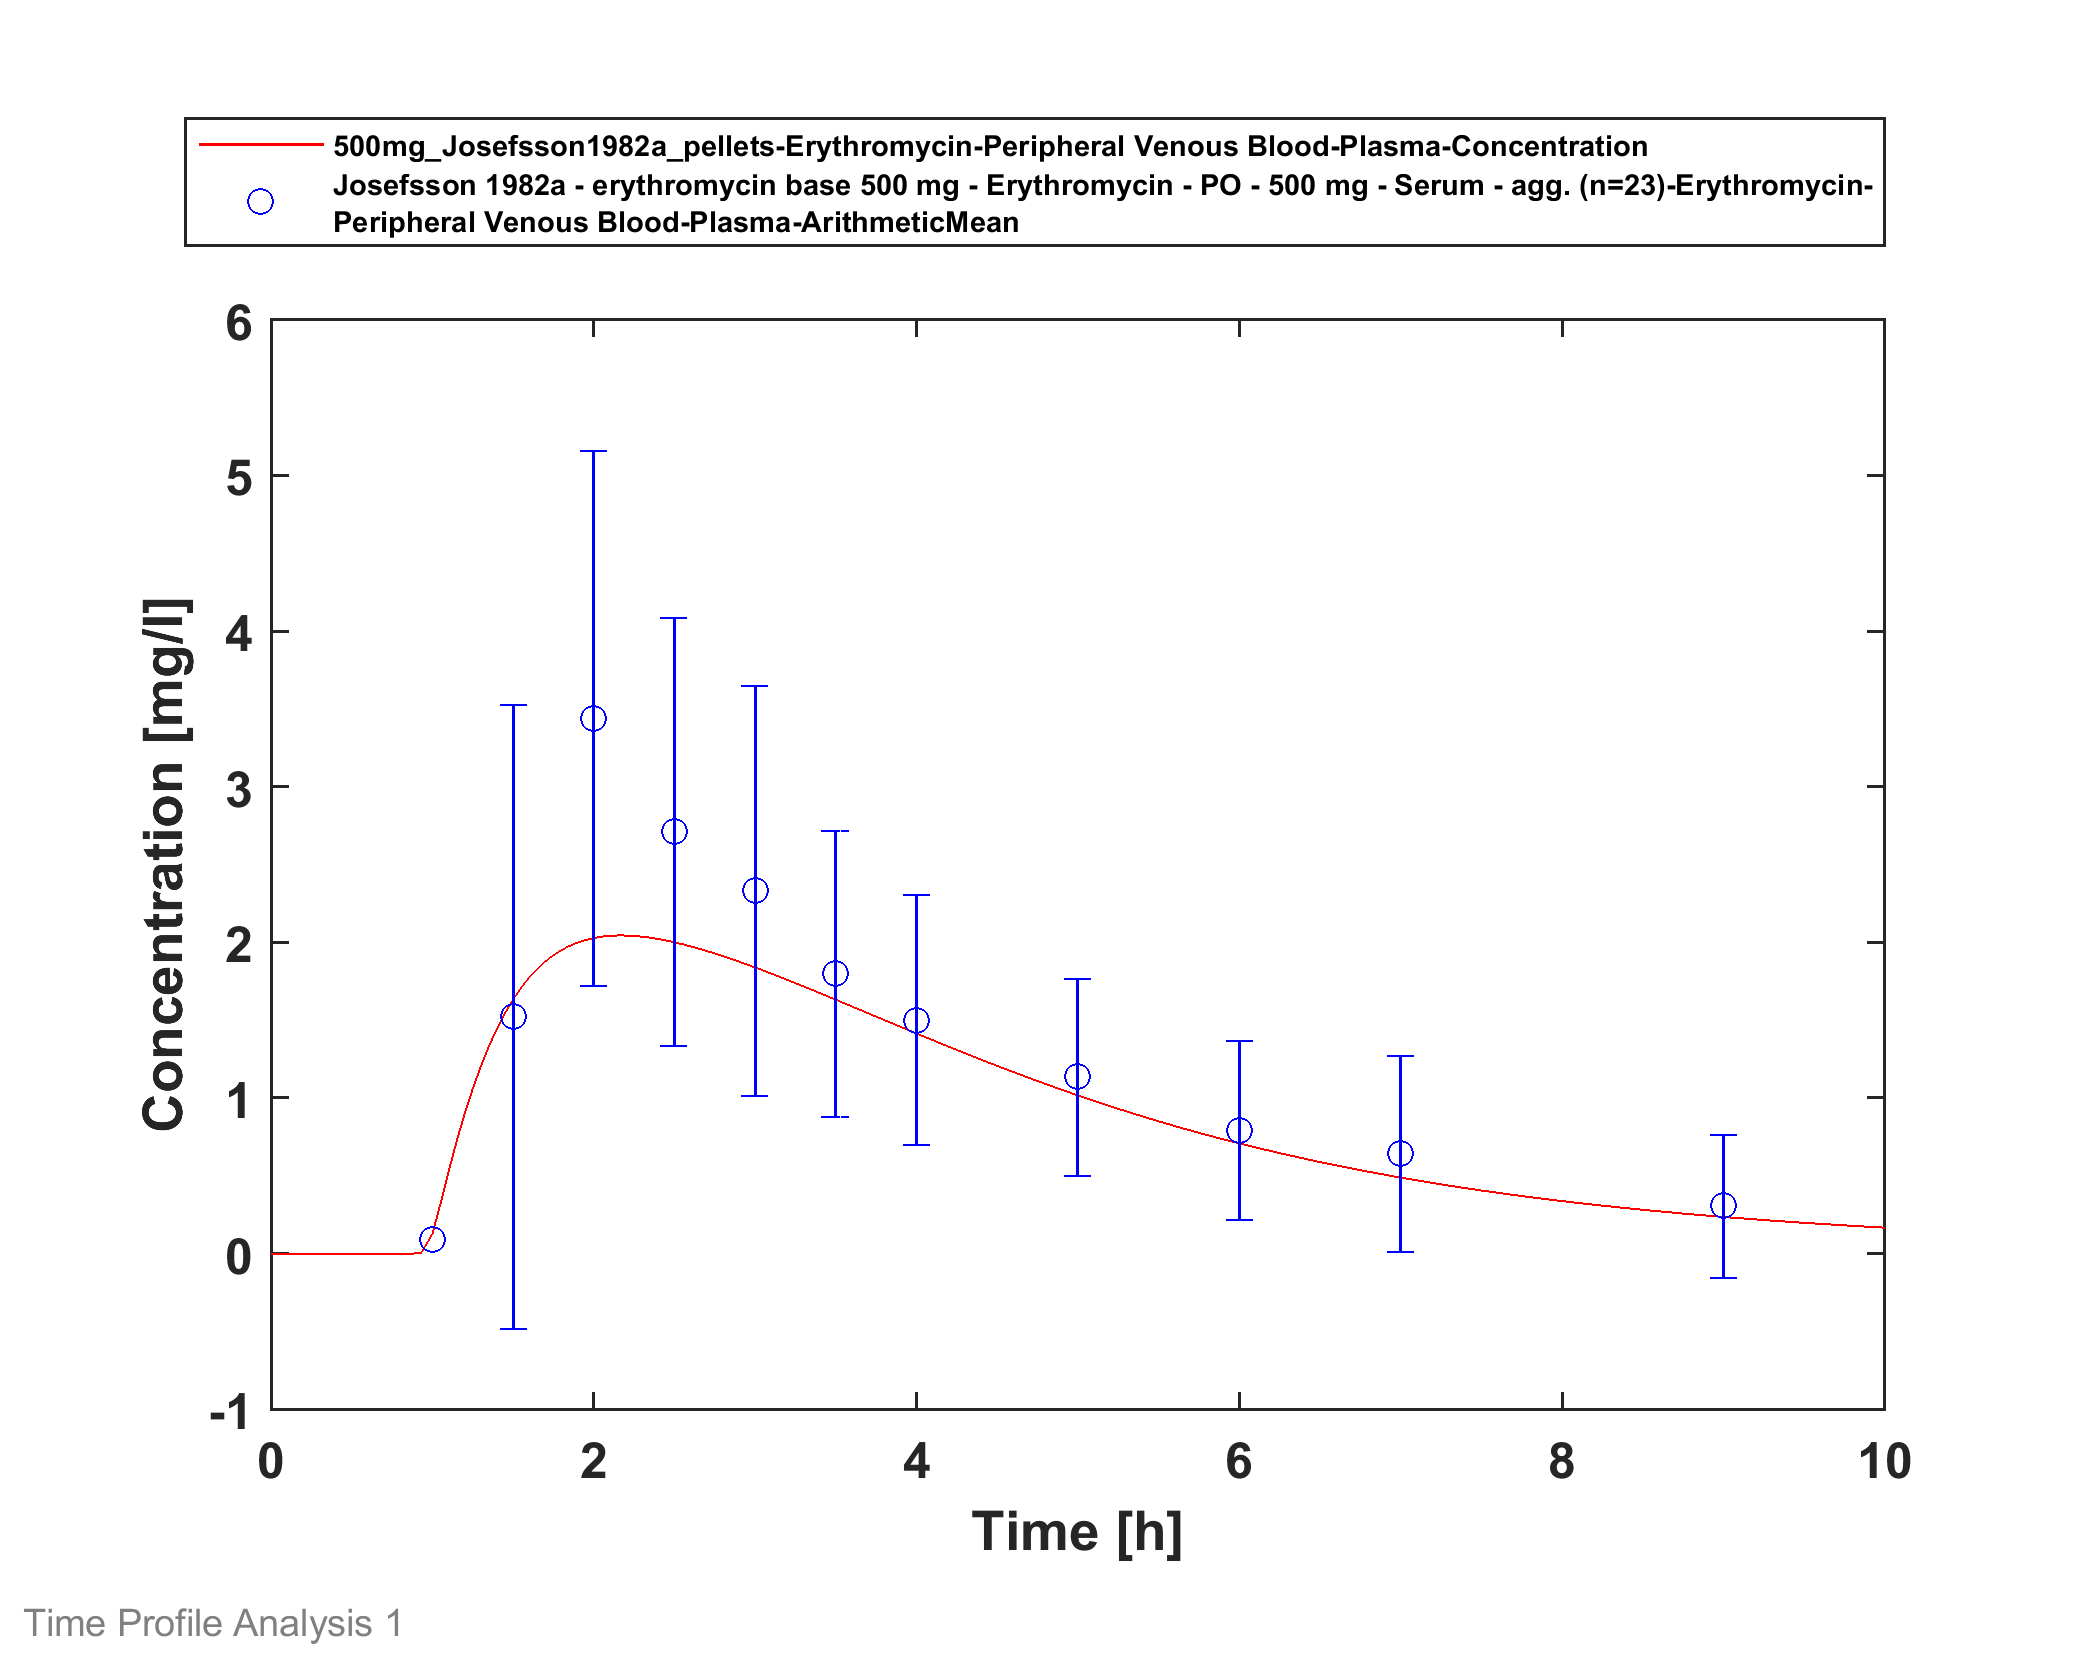 500mg_Josefsson1982a_pellets-Erythromycin-Peripheral Venous Blood-Plasma-Concentration
Josefsson 1982a - erythromycin base 500 mg - Erythromycin - PO - 500 mg - Serum - agg. (n=23)-Erythromycin-
Peripheral Venous Blood-Plasma-ArithmeticMean
6
5
4
3
2
1
0
-1
Concentration [mg/l]
0 2 4 6 8 10
Time [h]
Time Profile Analysis 1